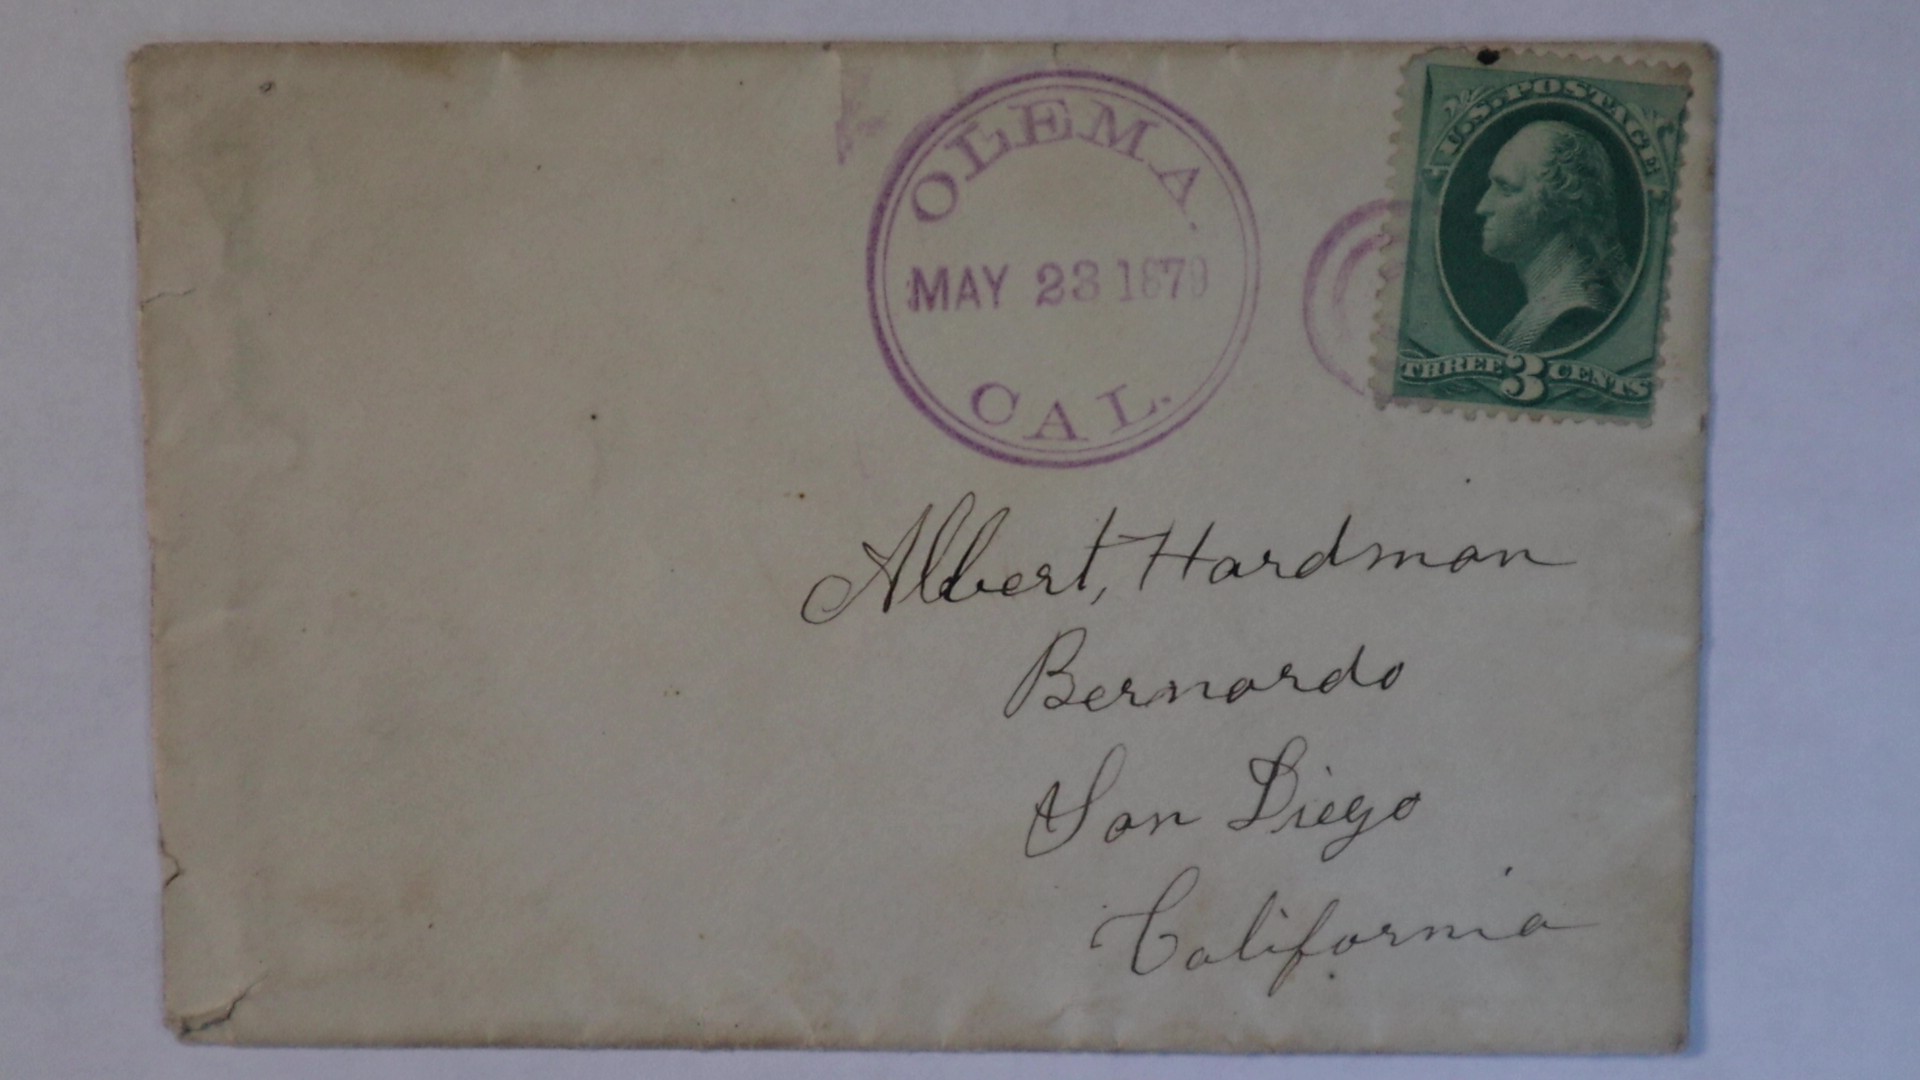 OLEMA.
MAY 23 1879
CAL.
U.S. POSTAGE
THREE 3 CENTS
Albert, Hardman
Bernardo
San Diego
California